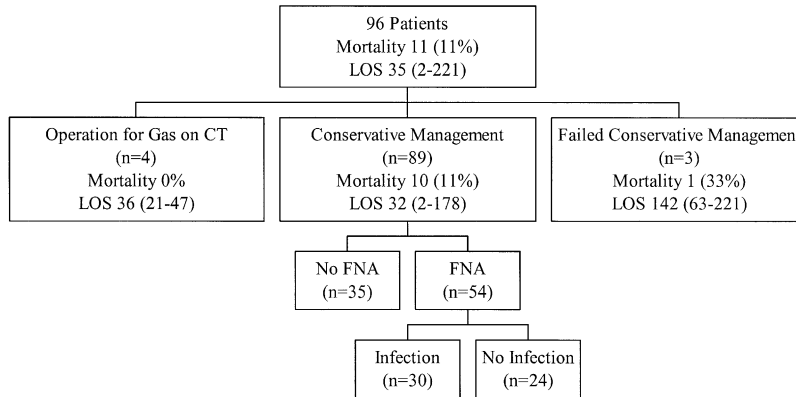 96 Patients
Mortality 11 (11%)
LOS 35 (2-221)
Operation for Gas on CT
(n=4)
Mortality 0%
LOS 36 (21-47)
Conservative Management
(n=89)
Mortality 10 (11%)
LOS 32 (2-178)
Failed Conservative Management
(n=3)
Mortality 1 (33%)
LOS 142 (63-221)
No FNA
(n=35)
FNA
(n=54)
Infection
(n=30)
No Infection
(n=24)